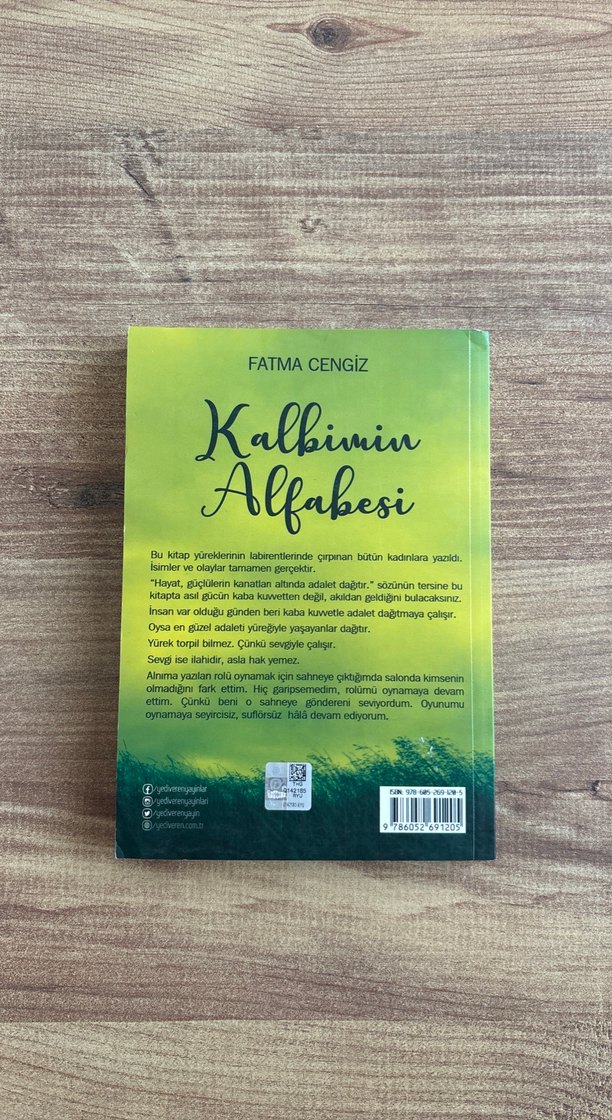 FATMA CENGİZ
Kalbimin
Alfabesi
Bu kitap yüreklerinin labirentlerinde çırpınan bütün kadınlara yazıldı.
İsimler ve olaylar tamamen gerçektir.
“Hayat, güçlülerin kanatları altında adalet dağıtır.” sözünün tersine bu
kitapta asıl gücün kaba kuvvetten değil, akıldan geldiğini bulacaksınız.
İnsan var olduğu günden beri kaba kuvvetle adalet dağıtmaya çalışır.
Oysa en güzel adaleti yüreğiyle yaşayanlar dağıtır.
Yürek torpil bilmez. Çünkü sevgiyle çalışır.
Sevgi ise ilahidir, asla hak yemez.
Alnıma yazılan rolü oynamak için sahneye çıktığımda salonda kimsenin
olmadığını fark ettim. Hiç garipsemedim, rolümü oynamaya devam
ettim. Çünkü beni o sahneye göndereni seviyordum. Oyunumu
oynamaya seyircisiz, suflörsüz hâlâ devam ediyorum.
/yediverenyayinlar
/yediverenyayinlari
/yediverenyayin
/yediveren.com.tr
THG
0142185
RYU
ISBN: 978-605-269-120-5
9 786052 691205